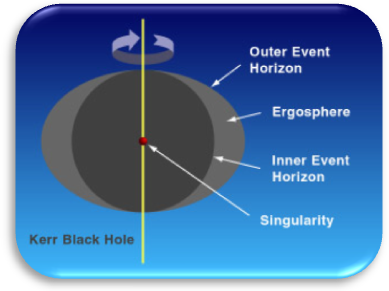 Outer Event
Horizon
Ergosphere
Inner Event
Horizon
Singularity
Kerr Black Hole